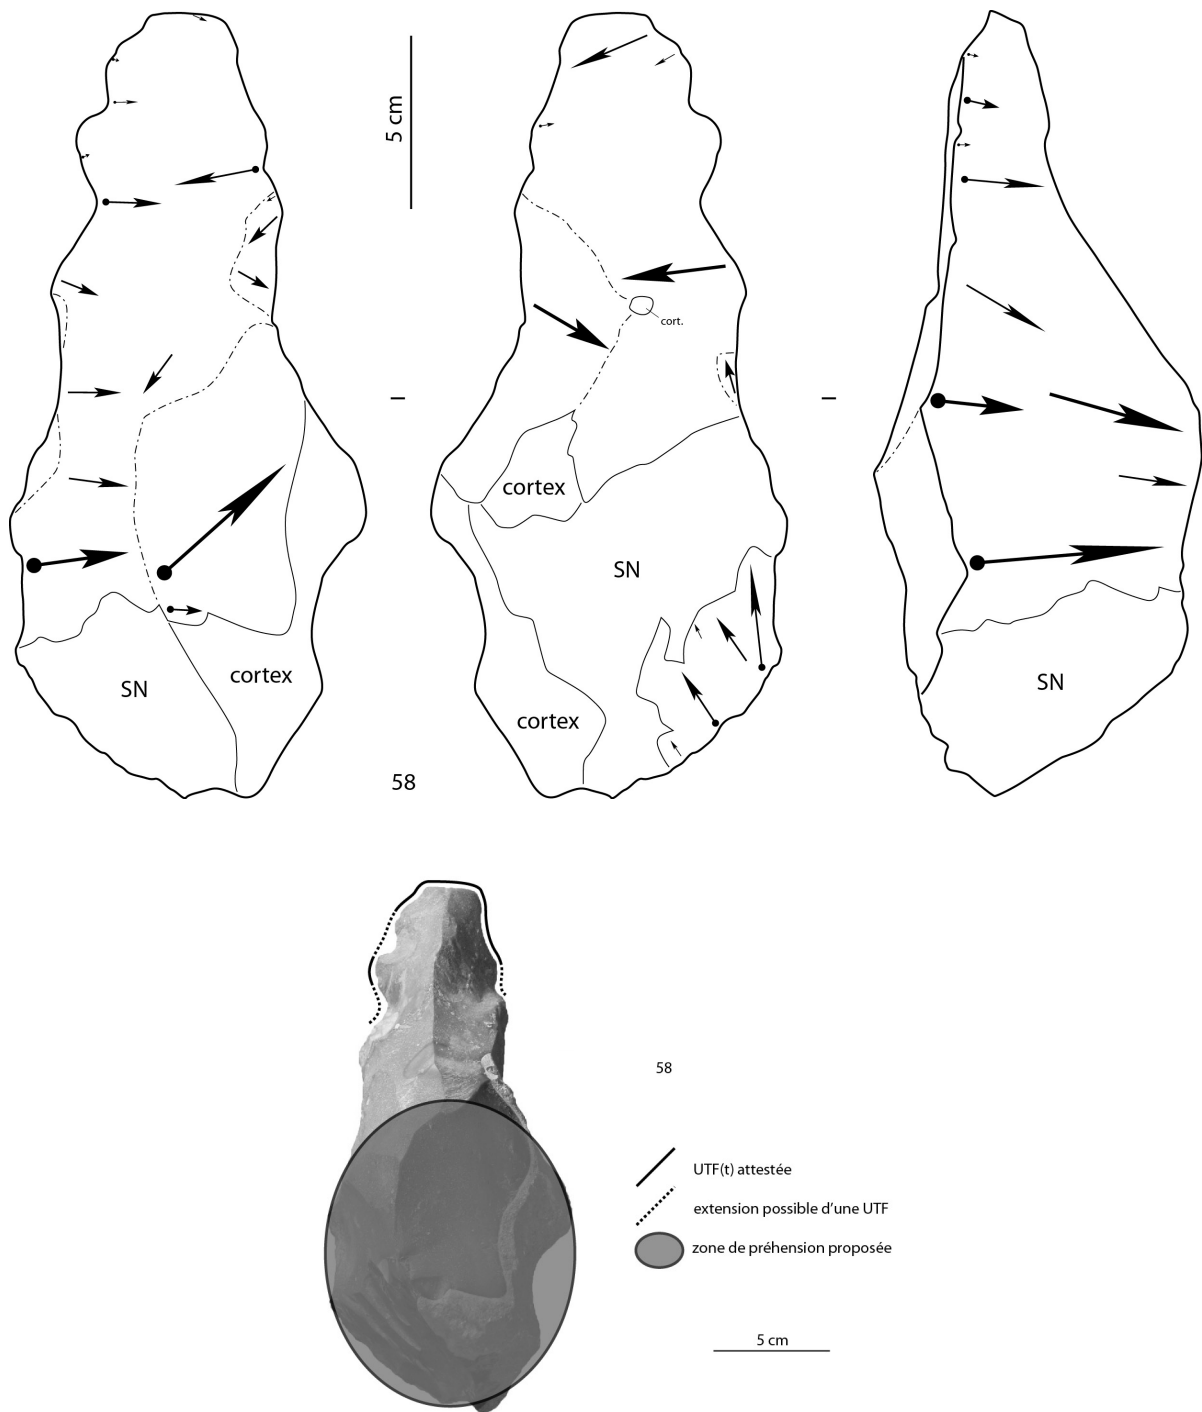 5 cm
cort.
cortex
SN
SN
cortex
cortex
SN
58
58
UTF(t) attestée
extension possible d'une UTF
zone de préhension proposée
5 cm